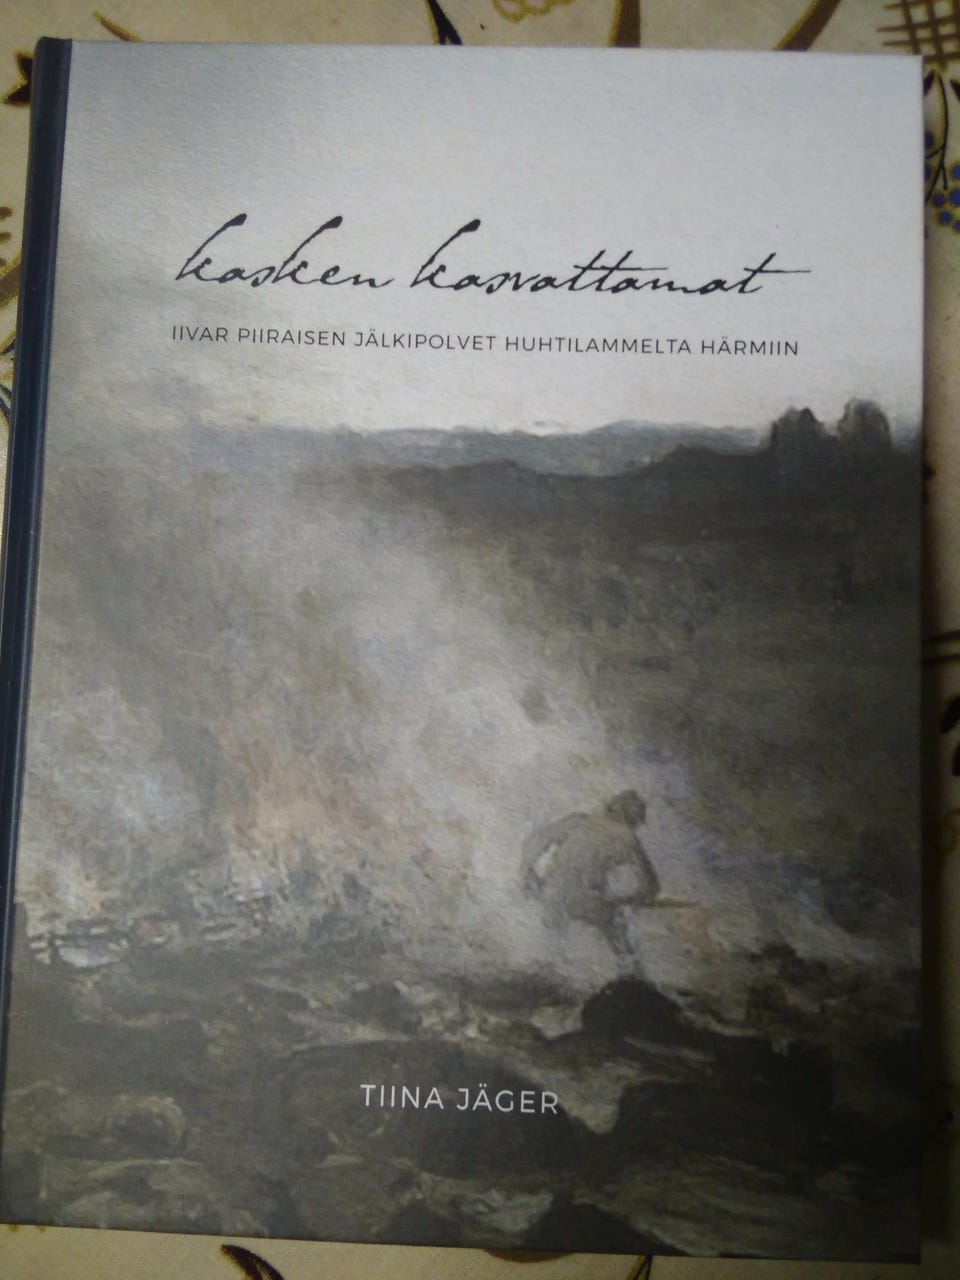 kasken kasvattamat
IIVAR PIIRAISEN JÄLKIPOLVET HUHTILAMMELTA HÄRMIIN
TIINA JÄGER